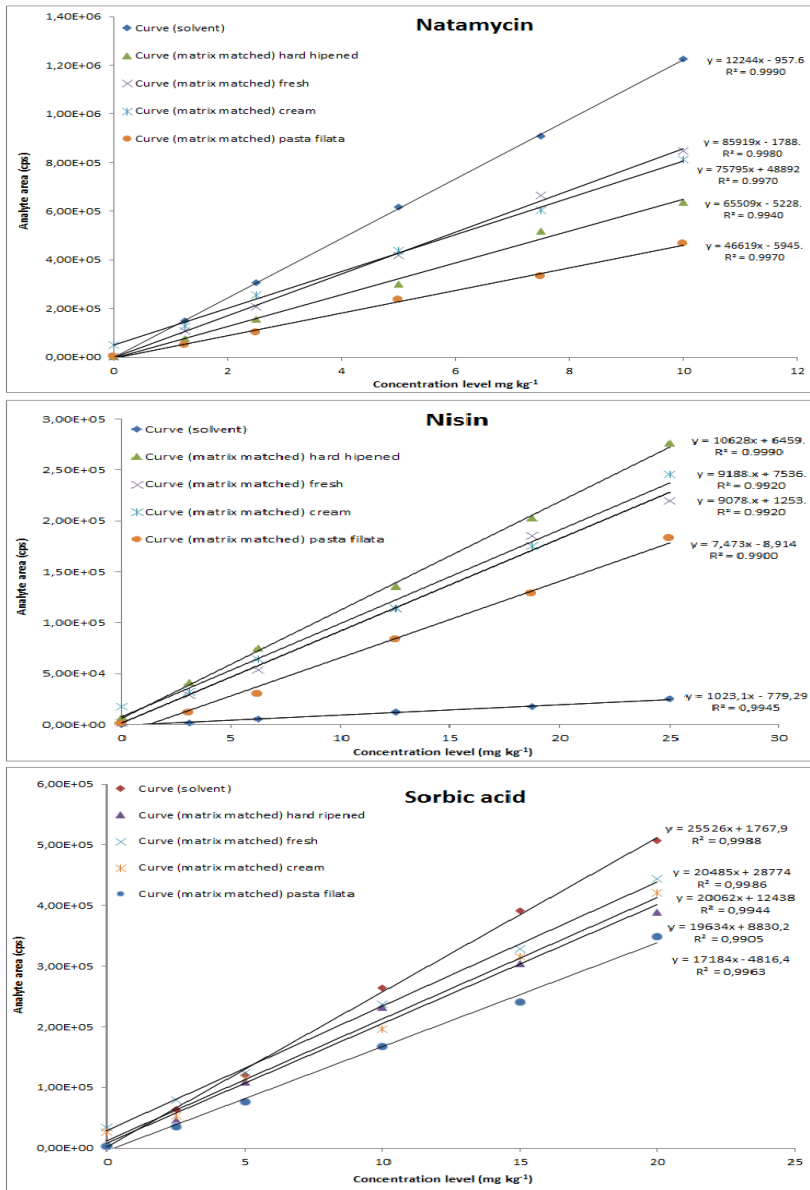 Natamycin
1,40E+06
1,20E+06
1,00E+06
8,00E+05
6,00E+05
4,00E+05
2,00E+05
0,00E+00
Analyte area (cps)
Curve (solvent)
Curve (matrix matched) hard hipened
Curve (matrix matched) fresh
Curve (matrix matched) cream
Curve (matrix matched) pasta filata
y = 12244x - 957.6
R² = 0.9990
y = 85919x - 1788.
R² = 0.9980
y = 75795x + 48892
R² = 0.9970
y = 65509x - 5228.
R² = 0.9940
y = 46619x - 5945.
R² = 0.9970
0 2 4 6 8 10 12
Concentration level mg kg-1
Nisin
3,00E+05
2,50E+05
2,00E+05
1,50E+05
1,00E+05
5,00E+04
0,00E+00
Analyte area (cps)
Curve (solvent)
Curve (matrix matched) hard hipened
Curve (matrix matched) fresh
Curve (matrix matched) cream
Curve (matrix matched) pasta filata
y = 10628x + 6459.
R² = 0.9990
y = 9188.x + 7536.
R² = 0.9920
y = 9078.x + 1253.
R² = 0.9920
y = 7,473x - 8,914
R² = 0.9900
y = 1023,1x - 779,29
R² = 0,9945
0 5 10 15 20 25 30
Concentration level (mg kg-1)
Sorbic acid
6,00E+05
5,00E+05
4,00E+05
3,00E+05
2,00E+05
1,00E+05
0,00E+00
Analyte area (cps)
Curve (solvent)
Curve (matrix matched) hard ripened
Curve (matrix matched) fresh
Curve (matrix matched) cream
Curve (matrix matched) pasta filata
y = 25526x + 1767,9
R² = 0,9988
y = 20485x + 28774
R² = 0,9986
y = 20062x + 12438
R² = 0,9944
y = 19634x + 8830,2
R² = 0,9905
y = 17184x - 4816,4
R² = 0,9963
0 5 10 15 20 25
Concentration level (mg kg-1)